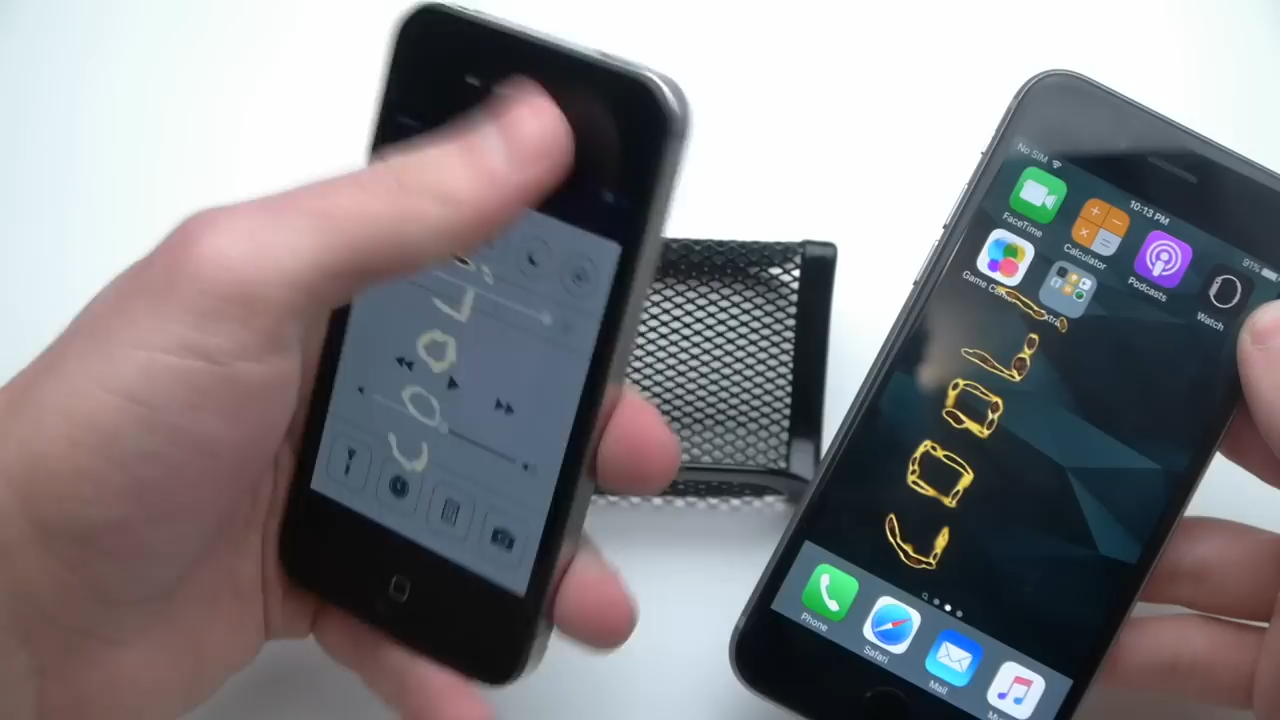 No SIM
10:13 PM
91%
FaceTime
Calculator
Podcasts
Watch
COOL
COOL
Phone
Safari
Mail